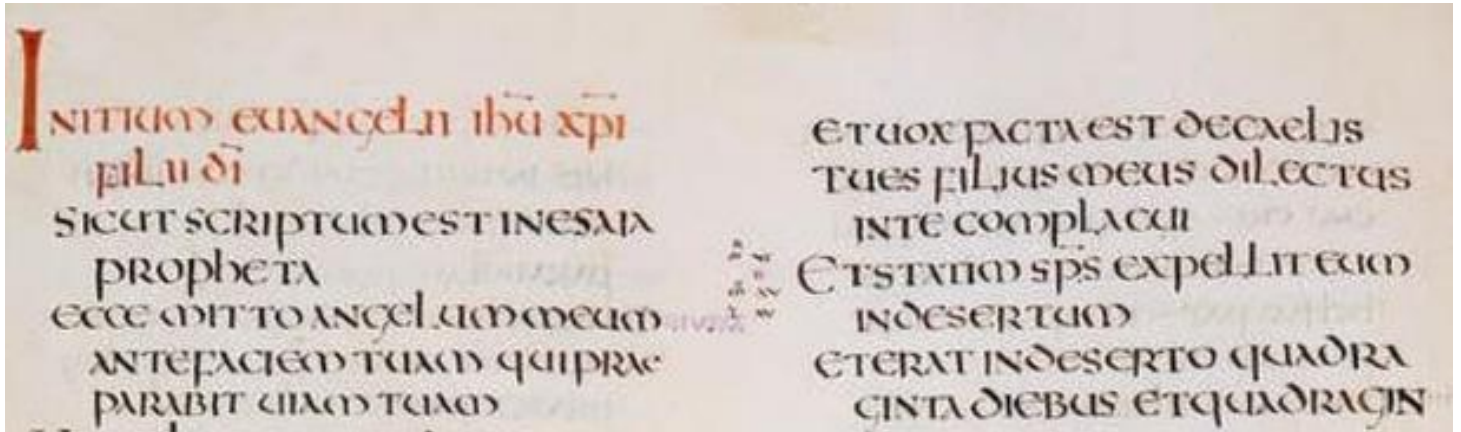 INITIUM EUANGELII IHU XPI
FILII DI
SICUT SCRIPTUM EST IN ESAIA
PROPHETA
ECCE MITTO ANGELUM MEUM
ANTE FACIEM TUAM QUI PRAE
PARABIT UIAM TUAM
ET UOX FACTA EST DE CAELIS
TU ES FILIUS MEUS DILECTUS
IN TE COMPLACUI
ET STATIM SPS EXPELLIT EUM
IN DESERTUM
ET ERAT IN DESERTO QUADRA
GINTA DIEBUS ET QUADRAGIN